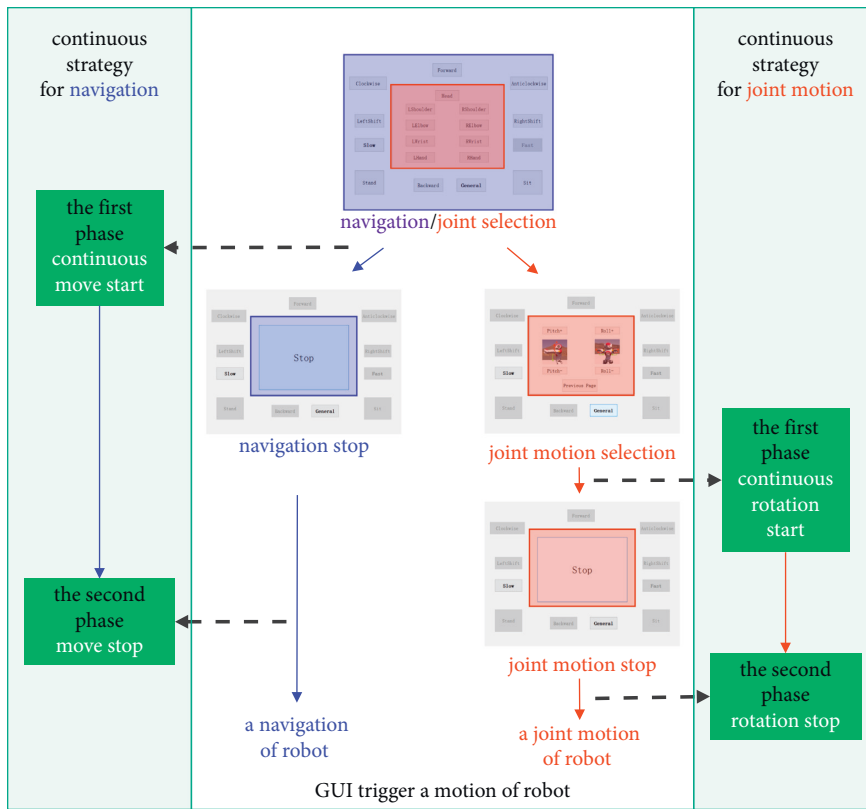 continuous
strategy
for navigation
continuous
strategy
for joint motion
Forward
Clockwise
Anticlockwise
Head
LShoulder
RShoulder
LeftShift
LElbow
RElbow
RightShift
Slow
LWrist
RWrist
Fast
LHand
RHand
Stand
Backward
General
Sit
navigation/joint selection
the first
phase
continuous
move start
Forward
Clockwise
Anticlockwise
LeftShift
Stop
RightShift
Slow
Fast
Stand
Backward
General
Sit
navigation stop
Forward
Clockwise
Pitch-
Roll-
Anticlockwise
LeftShift
RightShift
Slow
Pitch+
Roll+
Fast
Previous Page
Stand
Backward
General
Sit
joint motion selection
the first
phase
continuous
rotation
start
Forward
Clockwise
Anticlockwise
LeftShift
Stop
RightShift
Slow
Fast
Stand
Backward
General
Sit
joint motion stop
the second
phase
move stop
the second
phase
rotation stop
a navigation
of robot
a joint motion
of robot
GUI trigger a motion of robot